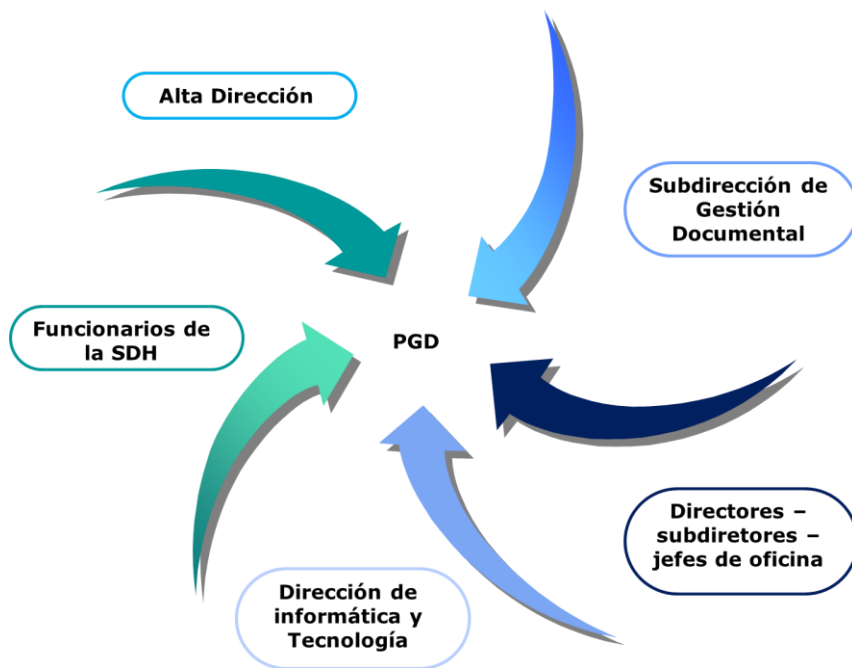 Alta Dirección
Subdirección de
Gestión
Documental
Funcionarios de
la SDH
PGD
Directores –
subdiretores –
jefes de oficina
Dirección de
informática y
Tecnología